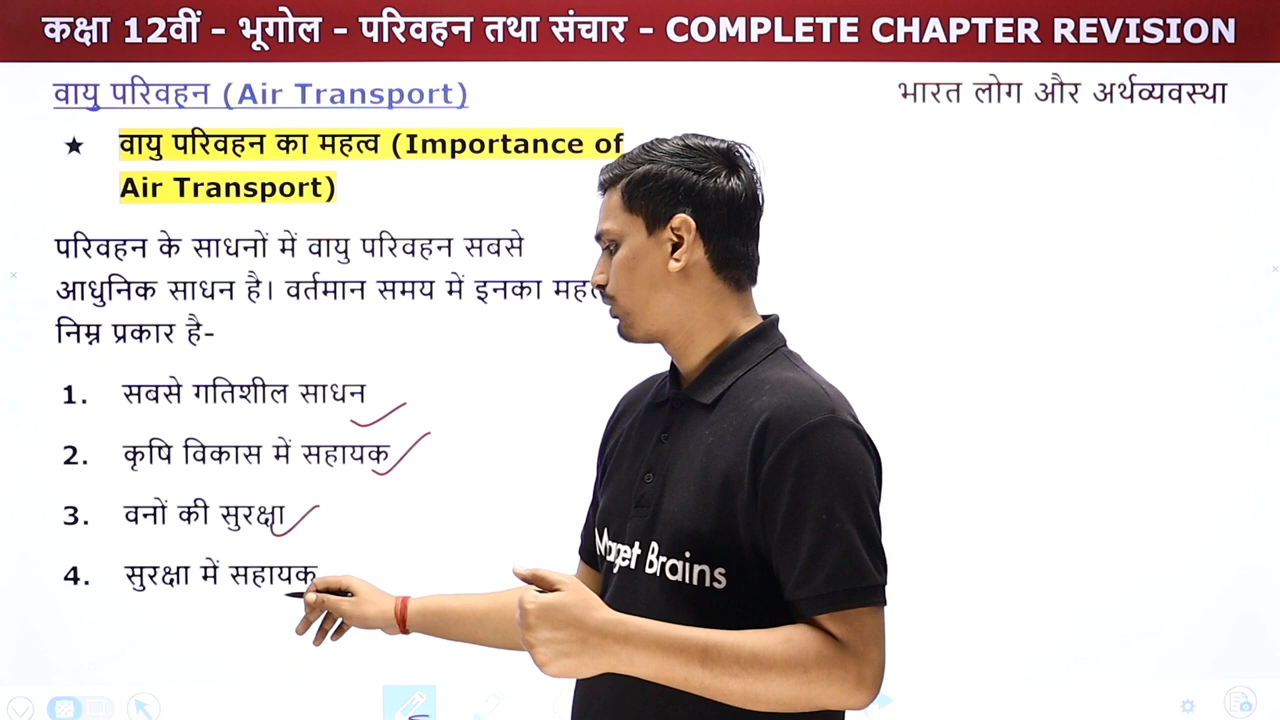 कक्षा 12वीं - भूगोल - परिवहन तथा संचार - COMPLETE CHAPTER REVISION
वायु परिवहन (Air Transport)
भारत लोग और अर्थव्यवस्था
★ वायु परिवहन का महत्व (Importance of
Air Transport)
परिवहन के साधनों में वायु परिवहन सबसे
आधुनिक साधन है। वर्तमान समय में इनका
निम्न प्रकार है-
1. सबसे गतिशील साधन
2. कृषि विकास में सहायक
3. वनों की सुरक्षा
4. सुरक्षा में सहायक
Brains